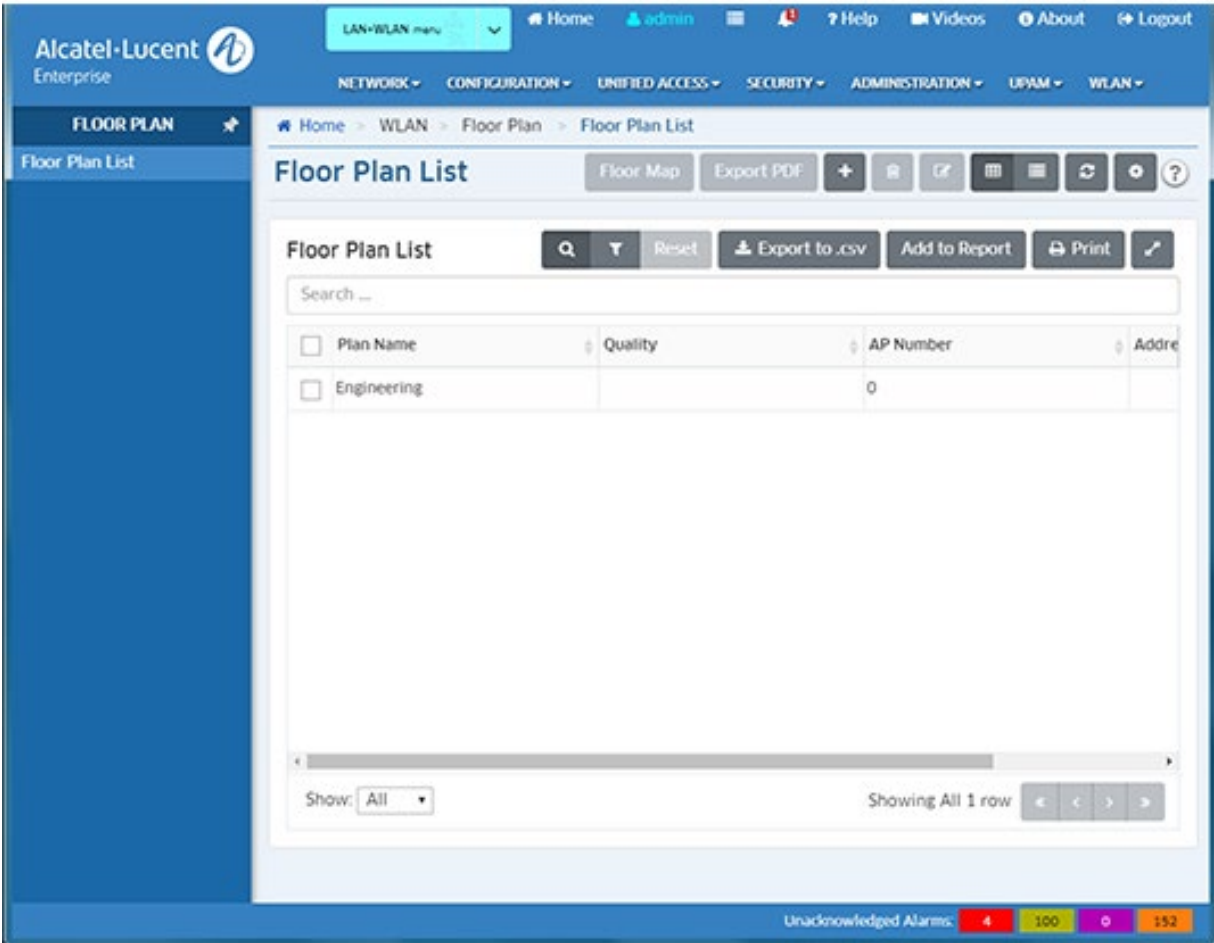 Alcatel·Lucent
Enterprise
LAN+WLAN menu
Home admin ? Help Videos About Logout
NETWORK CONFIGURATION UNIFIED ACCESS SECURITY ADMINISTRATION UPAM WLAN
FLOOR PLAN
Floor Plan List
Home > WLAN > Floor Plan > Floor Plan List
Floor Plan List
Floor Map Export PDF + ?
Floor Plan List
Reset Export to .csv Add to Report Print
Search ...
Plan Name Quality AP Number Addre
Engineering 0
Show: All Showing All 1 row « < > »
Unacknowledged Alarms: 4 100 0 152